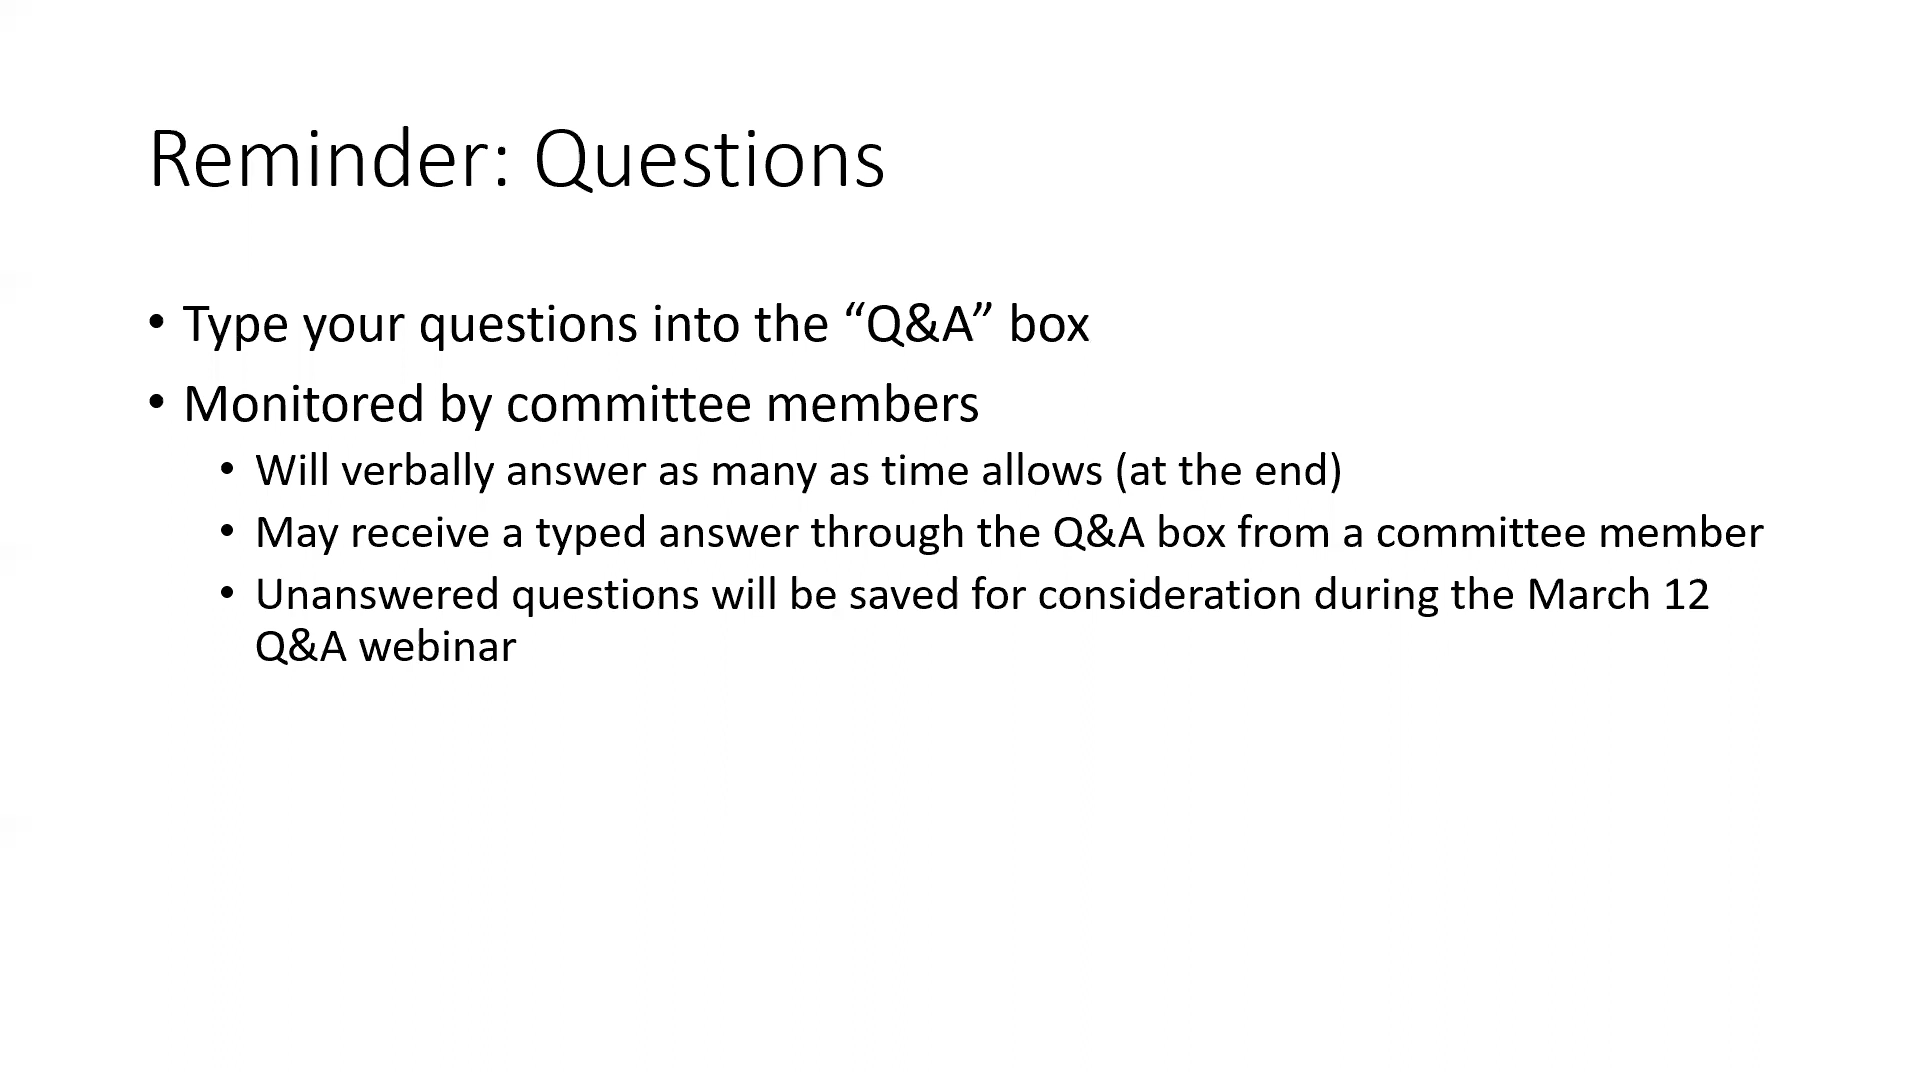 Reminder: Questions
• Type your questions into the “Q&A” box
• Monitored by committee members
• Will verbally answer as many as time allows (at the end)
• May receive a typed answer through the Q&A box from a committee member
• Unanswered questions will be saved for consideration during the March 12
Q&A webinar